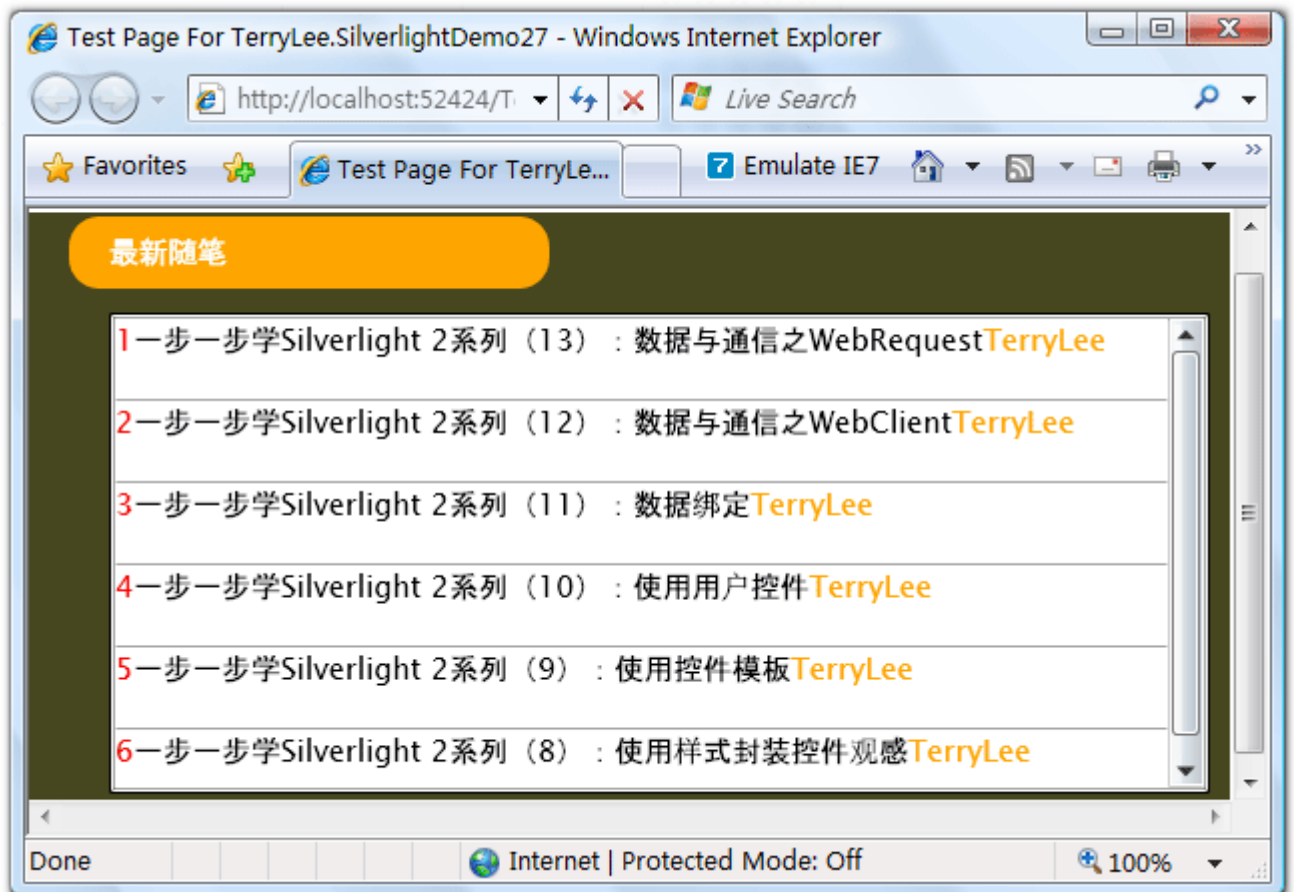 Test Page For TerryLee.SilverlightDemo27 - Windows Internet Explorer
http://localhost:52424/T Live Search
Favorites Test Page For TerryLe... 7 Emulate IE7
最新随笔
1一步一步学Silverlight 2系列（13）：数据与通信之WebRequestTerryLee
2一步一步学Silverlight 2系列（12）：数据与通信之WebClientTerryLee
3一步一步学Silverlight 2系列（11）：数据绑定TerryLee
4一步一步学Silverlight 2系列（10）：使用用户控件TerryLee
5一步一步学Silverlight 2系列（9）：使用控件模板TerryLee
6一步一步学Silverlight 2系列（8）：使用样式封装控件观感TerryLee
Done Internet | Protected Mode: Off 100%